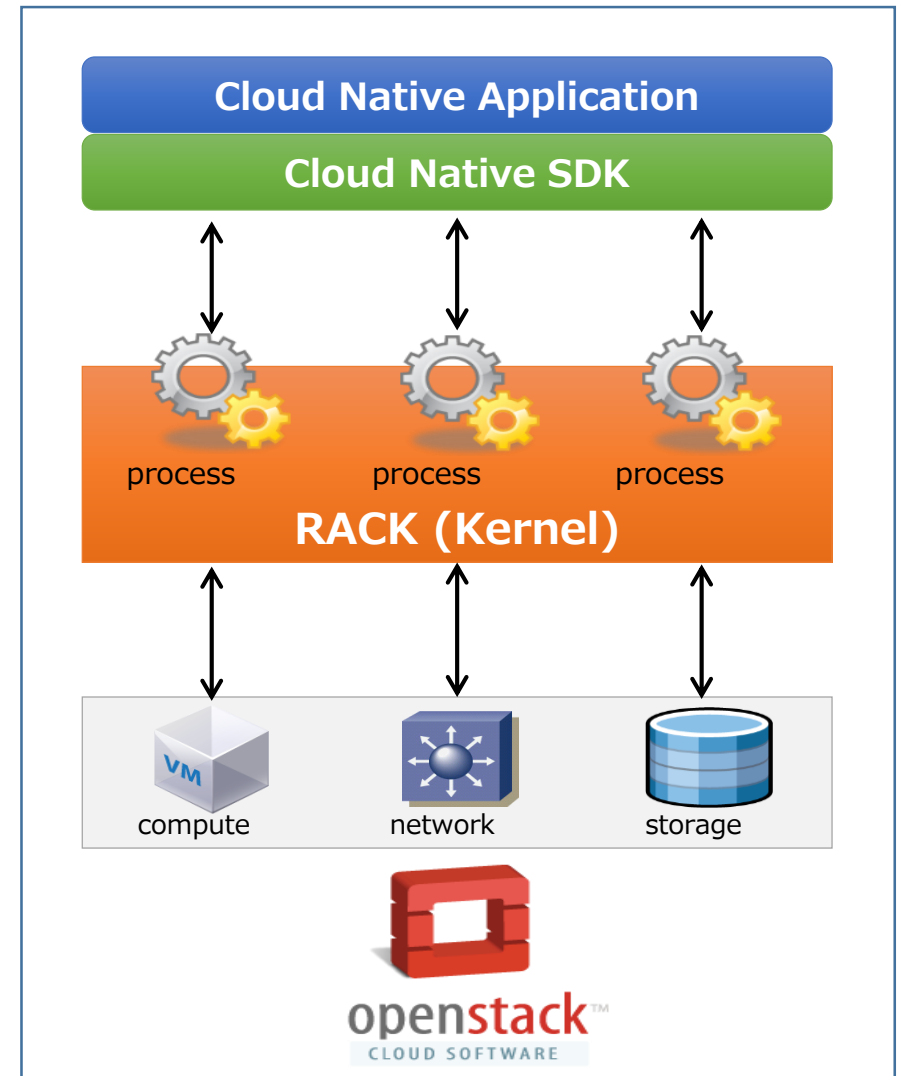 Cloud Native Application
Cloud Native SDK
process process process
RACK (Kernel)
VM
compute network storage
openstack™
CLOUD SOFTWARE